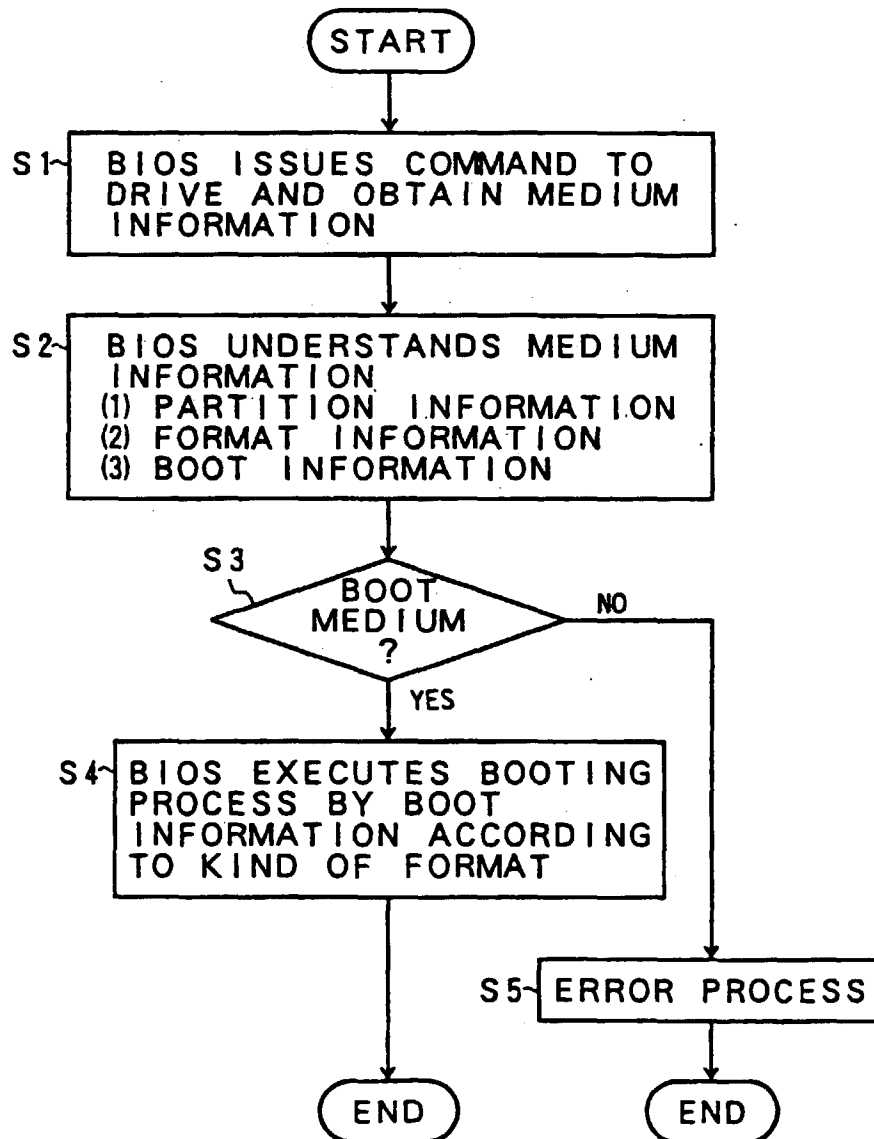 START
S1 BIOS ISSUES COMMAND TO
DRIVE AND OBTAIN MEDIUM
INFORMATION
S2 BIOS UNDERSTANDS MEDIUM
INFORMATION
(1) PARTITION INFORMATION
(2) FORMAT INFORMATION
(3) BOOT INFORMATION
S3
BOOT
MEDIUM
?
NO
YES
S4 BIOS EXECUTES BOOTING
PROCESS BY BOOT
INFORMATION ACCORDING
TO KIND OF FORMAT
S5 ERROR PROCESS
END
END